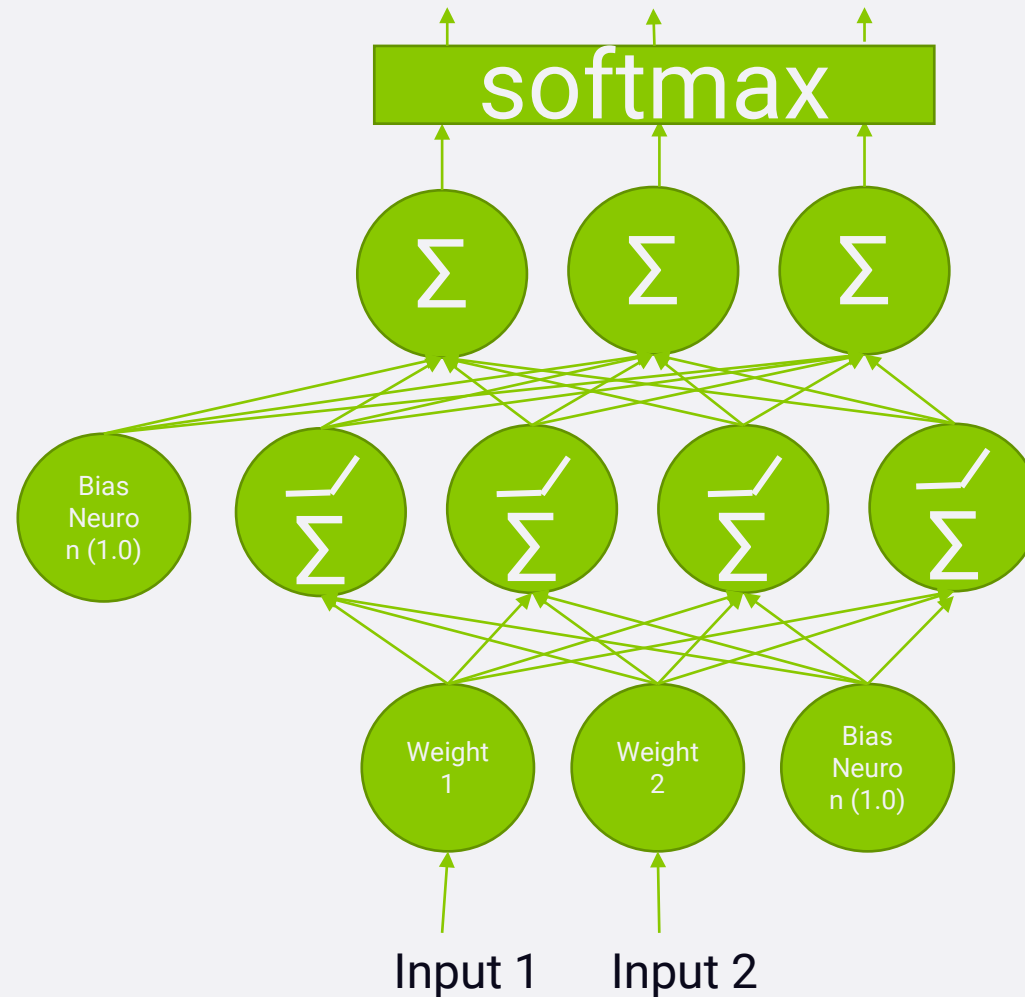 softmax
Σ Σ Σ
Bias
Neuro
n (1.0)
Σ Σ Σ Σ
Weight
1
Weight
2
Bias
Neuro
n (1.0)
Input 1 Input 2